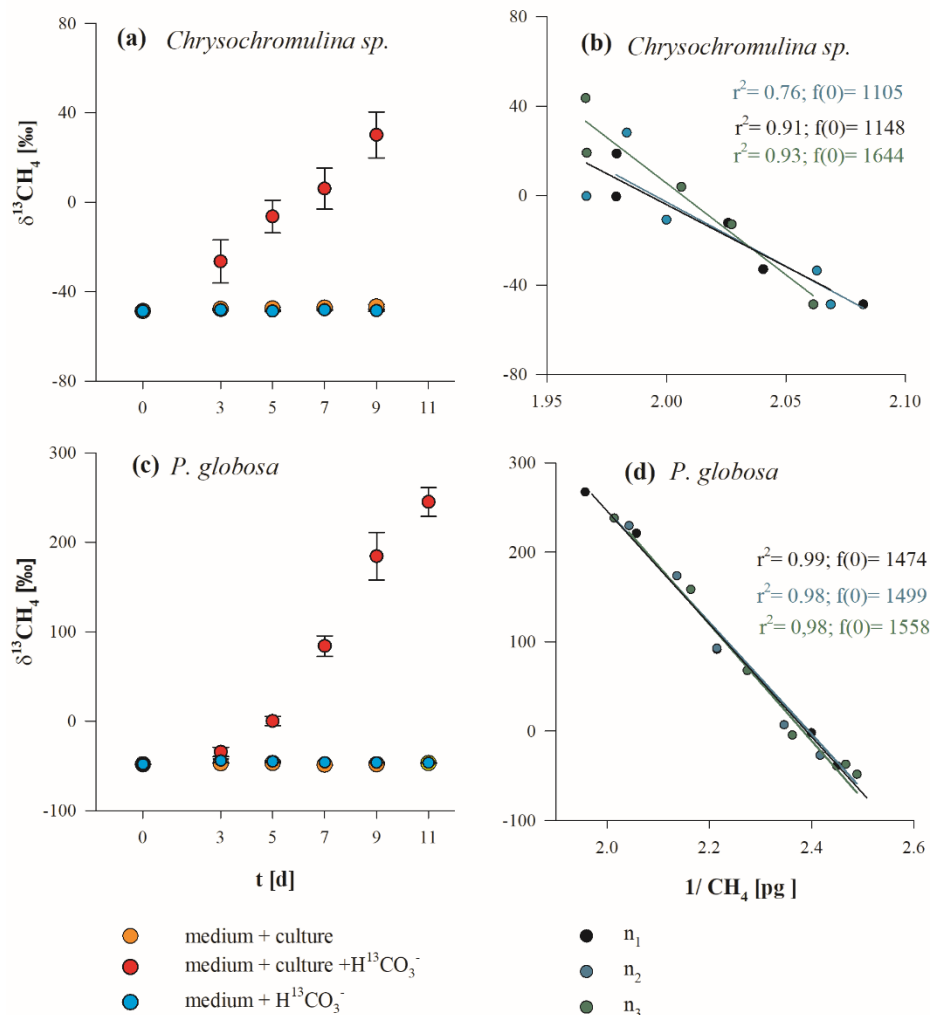 (a) Chrysochromulina sp.
80
40
0
-40
-80
δ¹³CH₄ [‰]
0 3 5 7 9 11
(b) Chrysochromulina sp.
r²= 0.76; f(0)= 1105
r²= 0.91; f(0)= 1148
r²= 0.93; f(0)= 1644
80
40
0
-40
-80
1.95 2.00 2.05 2.10
(c) P. globosa
300
200
100
0
-100
δ¹³CH₄ [‰]
0 3 5 7 9 11
t [d]
(d) P. globosa
r²= 0.99; f(0)= 1474
r²= 0.98; f(0)= 1499
r²= 0,98; f(0)= 1558
300
200
100
0
-100
2.0 2.2 2.4 2.6
1/ CH₄ [pg ]
medium + culture
medium + culture +H¹³CO₃⁻
medium + H¹³CO₃⁻
n₁
n₂
n₃